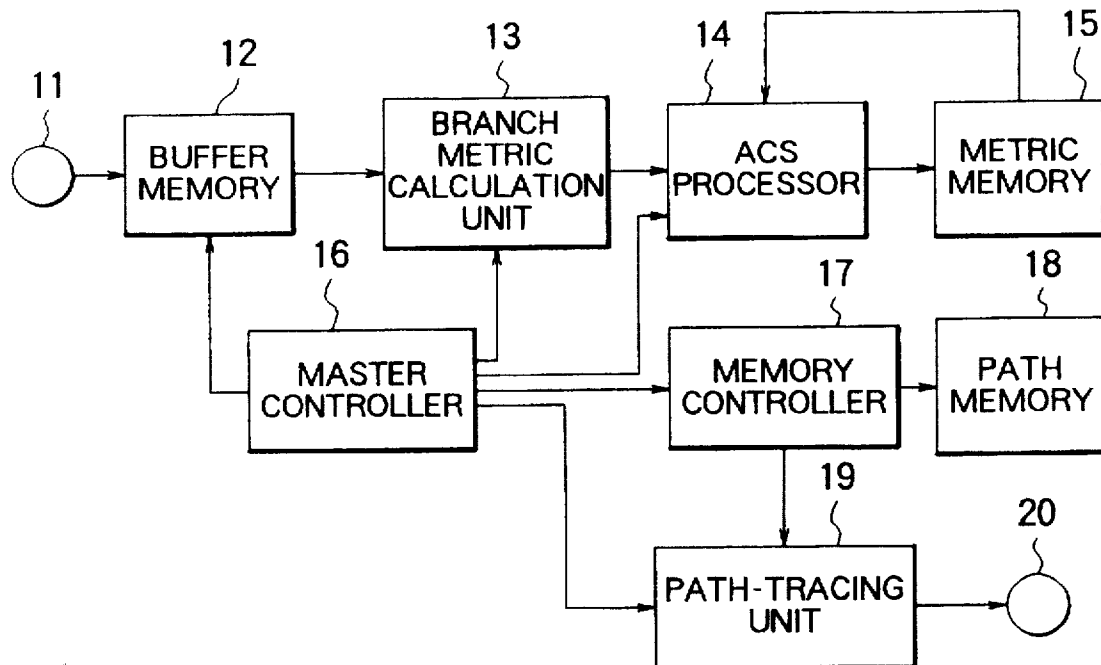 11
12
13
14
15
BUFFER
MEMORY
BRANCH
METRIC
CALCULATION
UNIT
ACS
PROCESSOR
METRIC
MEMORY
16
17
18
MASTER
CONTROLLER
MEMORY
CONTROLLER
PATH
MEMORY
19
20
PATH-TRACING
UNIT